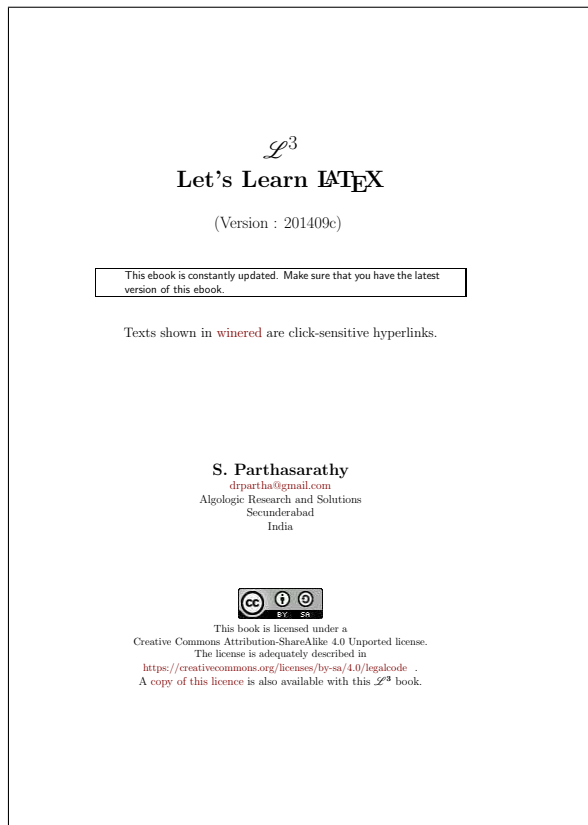 ℒ³
Let's Learn LATEX
(Version : 201409c)
This ebook is constantly updated. Make sure that you have the latest
version of this ebook.
Texts shown in winered are click-sensitive hyperlinks.
S. Parthasarathy
drpartha@gmail.com
Algologic Research and Solutions
Secunderabad
India
cc BY SA
This book is licensed under a
Creative Commons Attribution-ShareAlike 4.0 Unported license.
The license is adequately described in
https://creativecommons.org/licenses/by-sa/4.0/legalcode .
A copy of this licence is also available with this ℒ³ book.